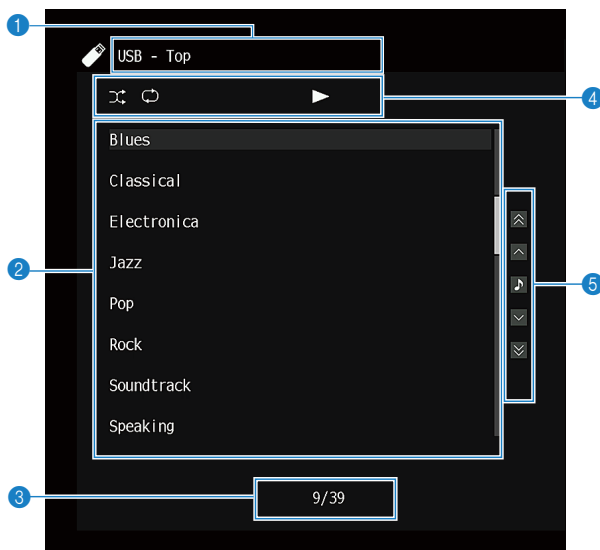 1
USB - Top
4
Blues
Classical
Electronica
2
Jazz
5
Pop
Rock
Soundtrack
Speaking
3
9/39